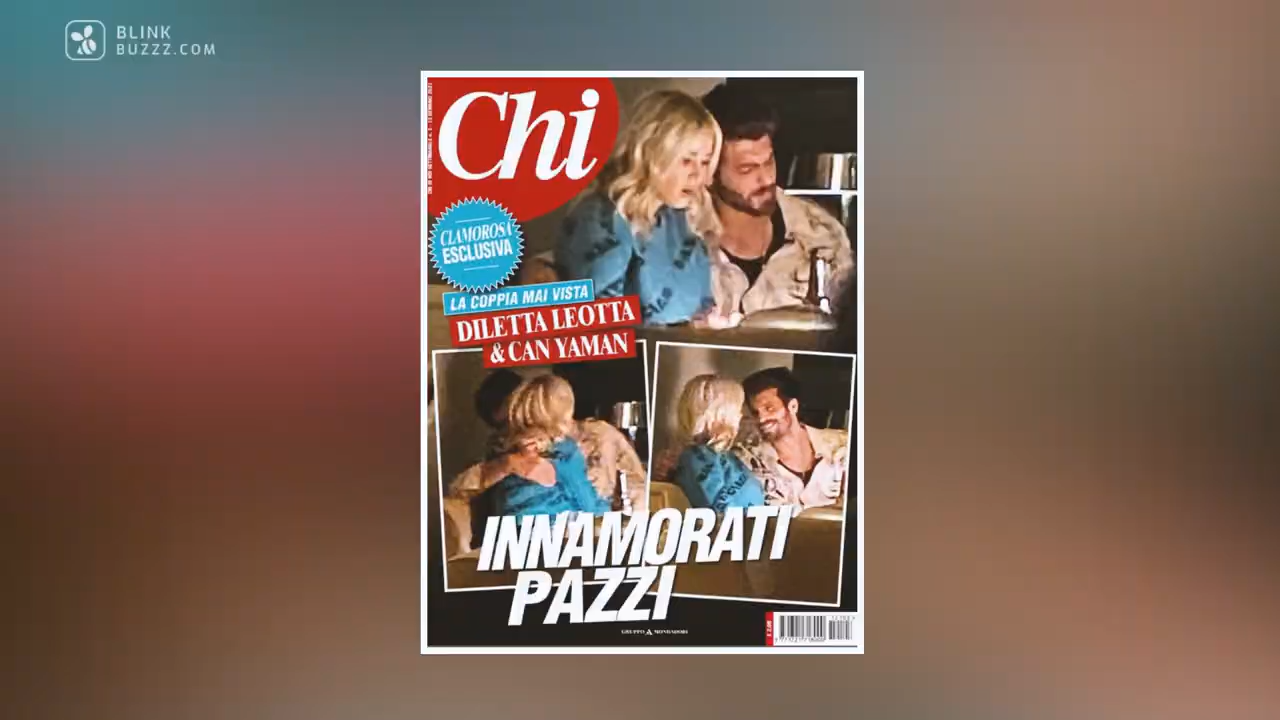 BLINK
BUZZZ.COM
Chi
CLAMOROSA
ESCLUSIVA
LA COPPIA MAI VISTA
DILETTA LEOTTA
& CAN YAMAN
INNAMORATI
PAZZI
GRUPPO MONDADORI